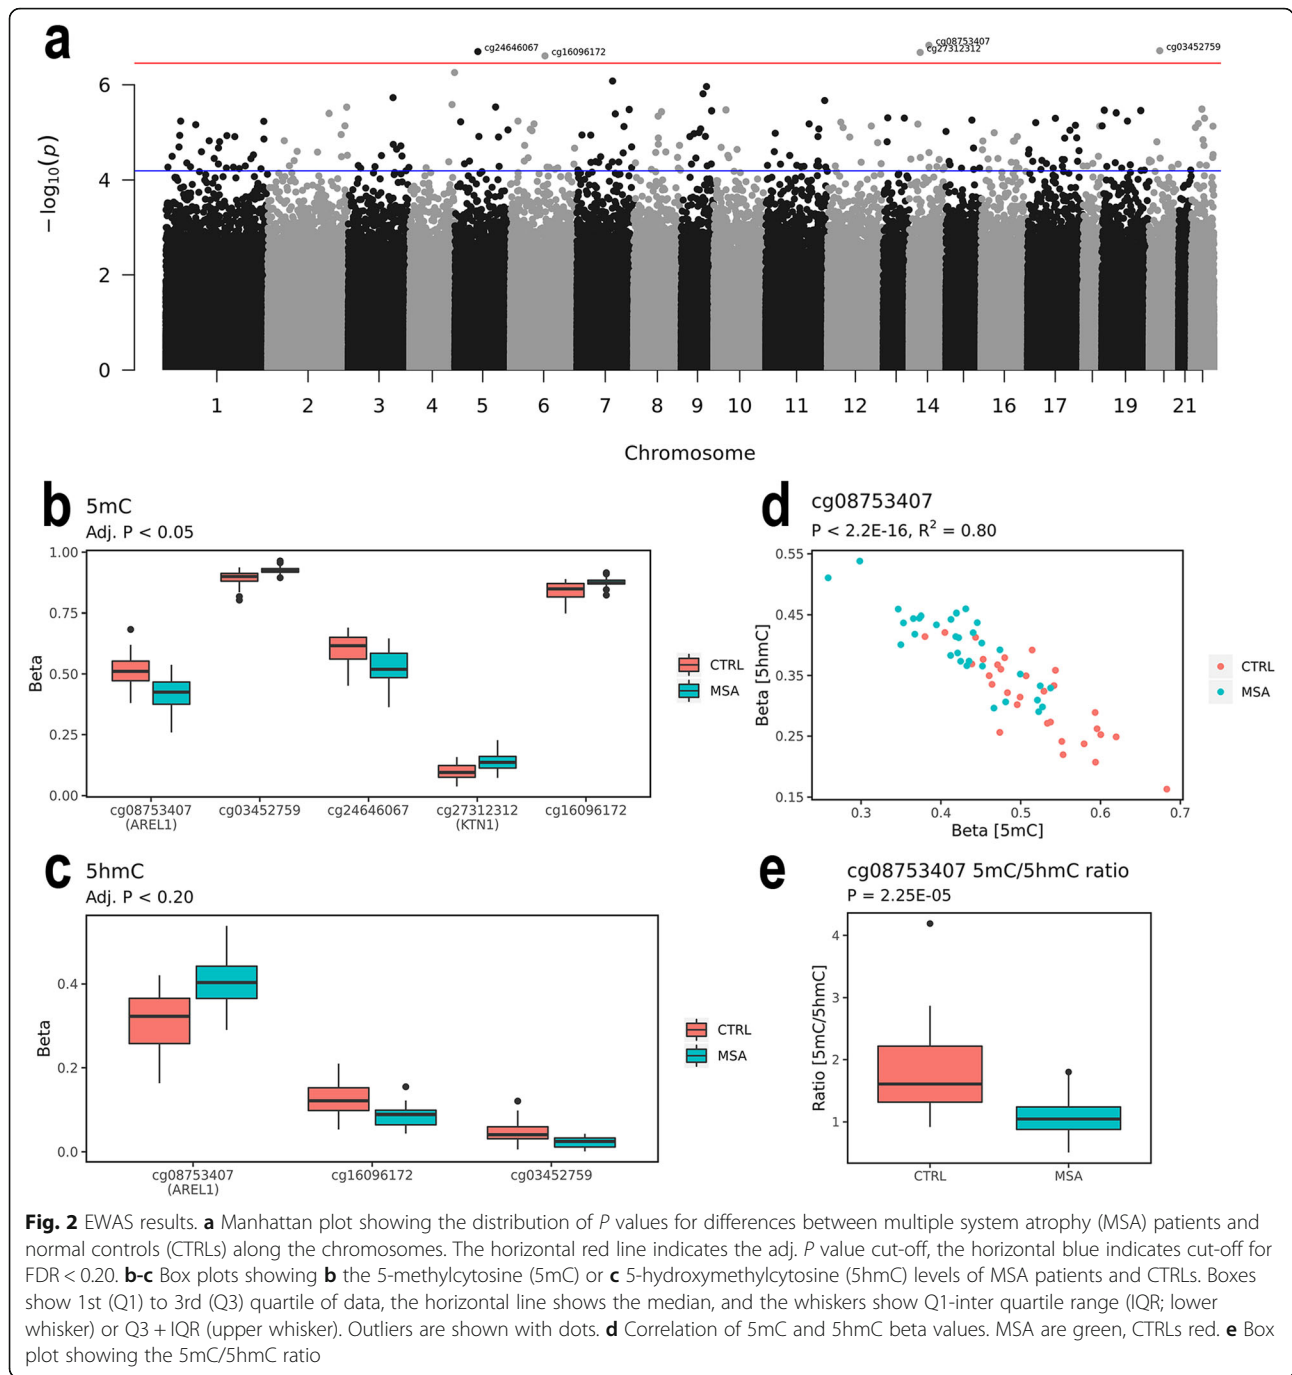 a
cg24646067
cg16096172
cg08753407
cg27312312
cg03452759
6
4
2
0
−log10(p)
1 2 3 4 5 6 7 8 9 10 11 12 14 16 17 19 21
Chromosome
b
5mC
Adj. P < 0.05
1.00
0.75
0.50
0.25
0.00
Beta
cg08753407 cg03452759 cg24646067 cg27312312 cg16096172
(AREL1) (KTN1)
CTRL
MSA
d
cg08753407
P < 2.2E-16, R² = 0.80
0.55
0.45
0.35
0.25
0.15
Beta [5hmC]
0.3 0.4 0.5 0.6 0.7
Beta [5mC]
CTRL
MSA
c
5hmC
Adj. P < 0.20
0.4
0.2
0.0
Beta
cg08753407 cg16096172 cg03452759
(AREL1)
CTRL
MSA
e
cg08753407 5mC/5hmC ratio
P = 2.25E-05
4
3
2
1
Ratio [5mC/5hmC]
CTRL MSA
Fig. 2 EWAS results. a Manhattan plot showing the distribution of P values for differences between multiple system atrophy (MSA) patients and
normal controls (CTRLs) along the chromosomes. The horizontal red line indicates the adj. P value cut-off, the horizontal blue indicates cut-off for
FDR < 0.20. b-c Box plots showing b the 5-methylcytosine (5mC) or c 5-hydroxymethylcytosine (5hmC) levels of MSA patients and CTRLs. Boxes
show 1st (Q1) to 3rd (Q3) quartile of data, the horizontal line shows the median, and the whiskers show Q1-inter quartile range (IQR; lower
whisker) or Q3 + IQR (upper whisker). Outliers are shown with dots. d Correlation of 5mC and 5hmC beta values. MSA are green, CTRLs red. e Box
plot showing the 5mC/5hmC ratio